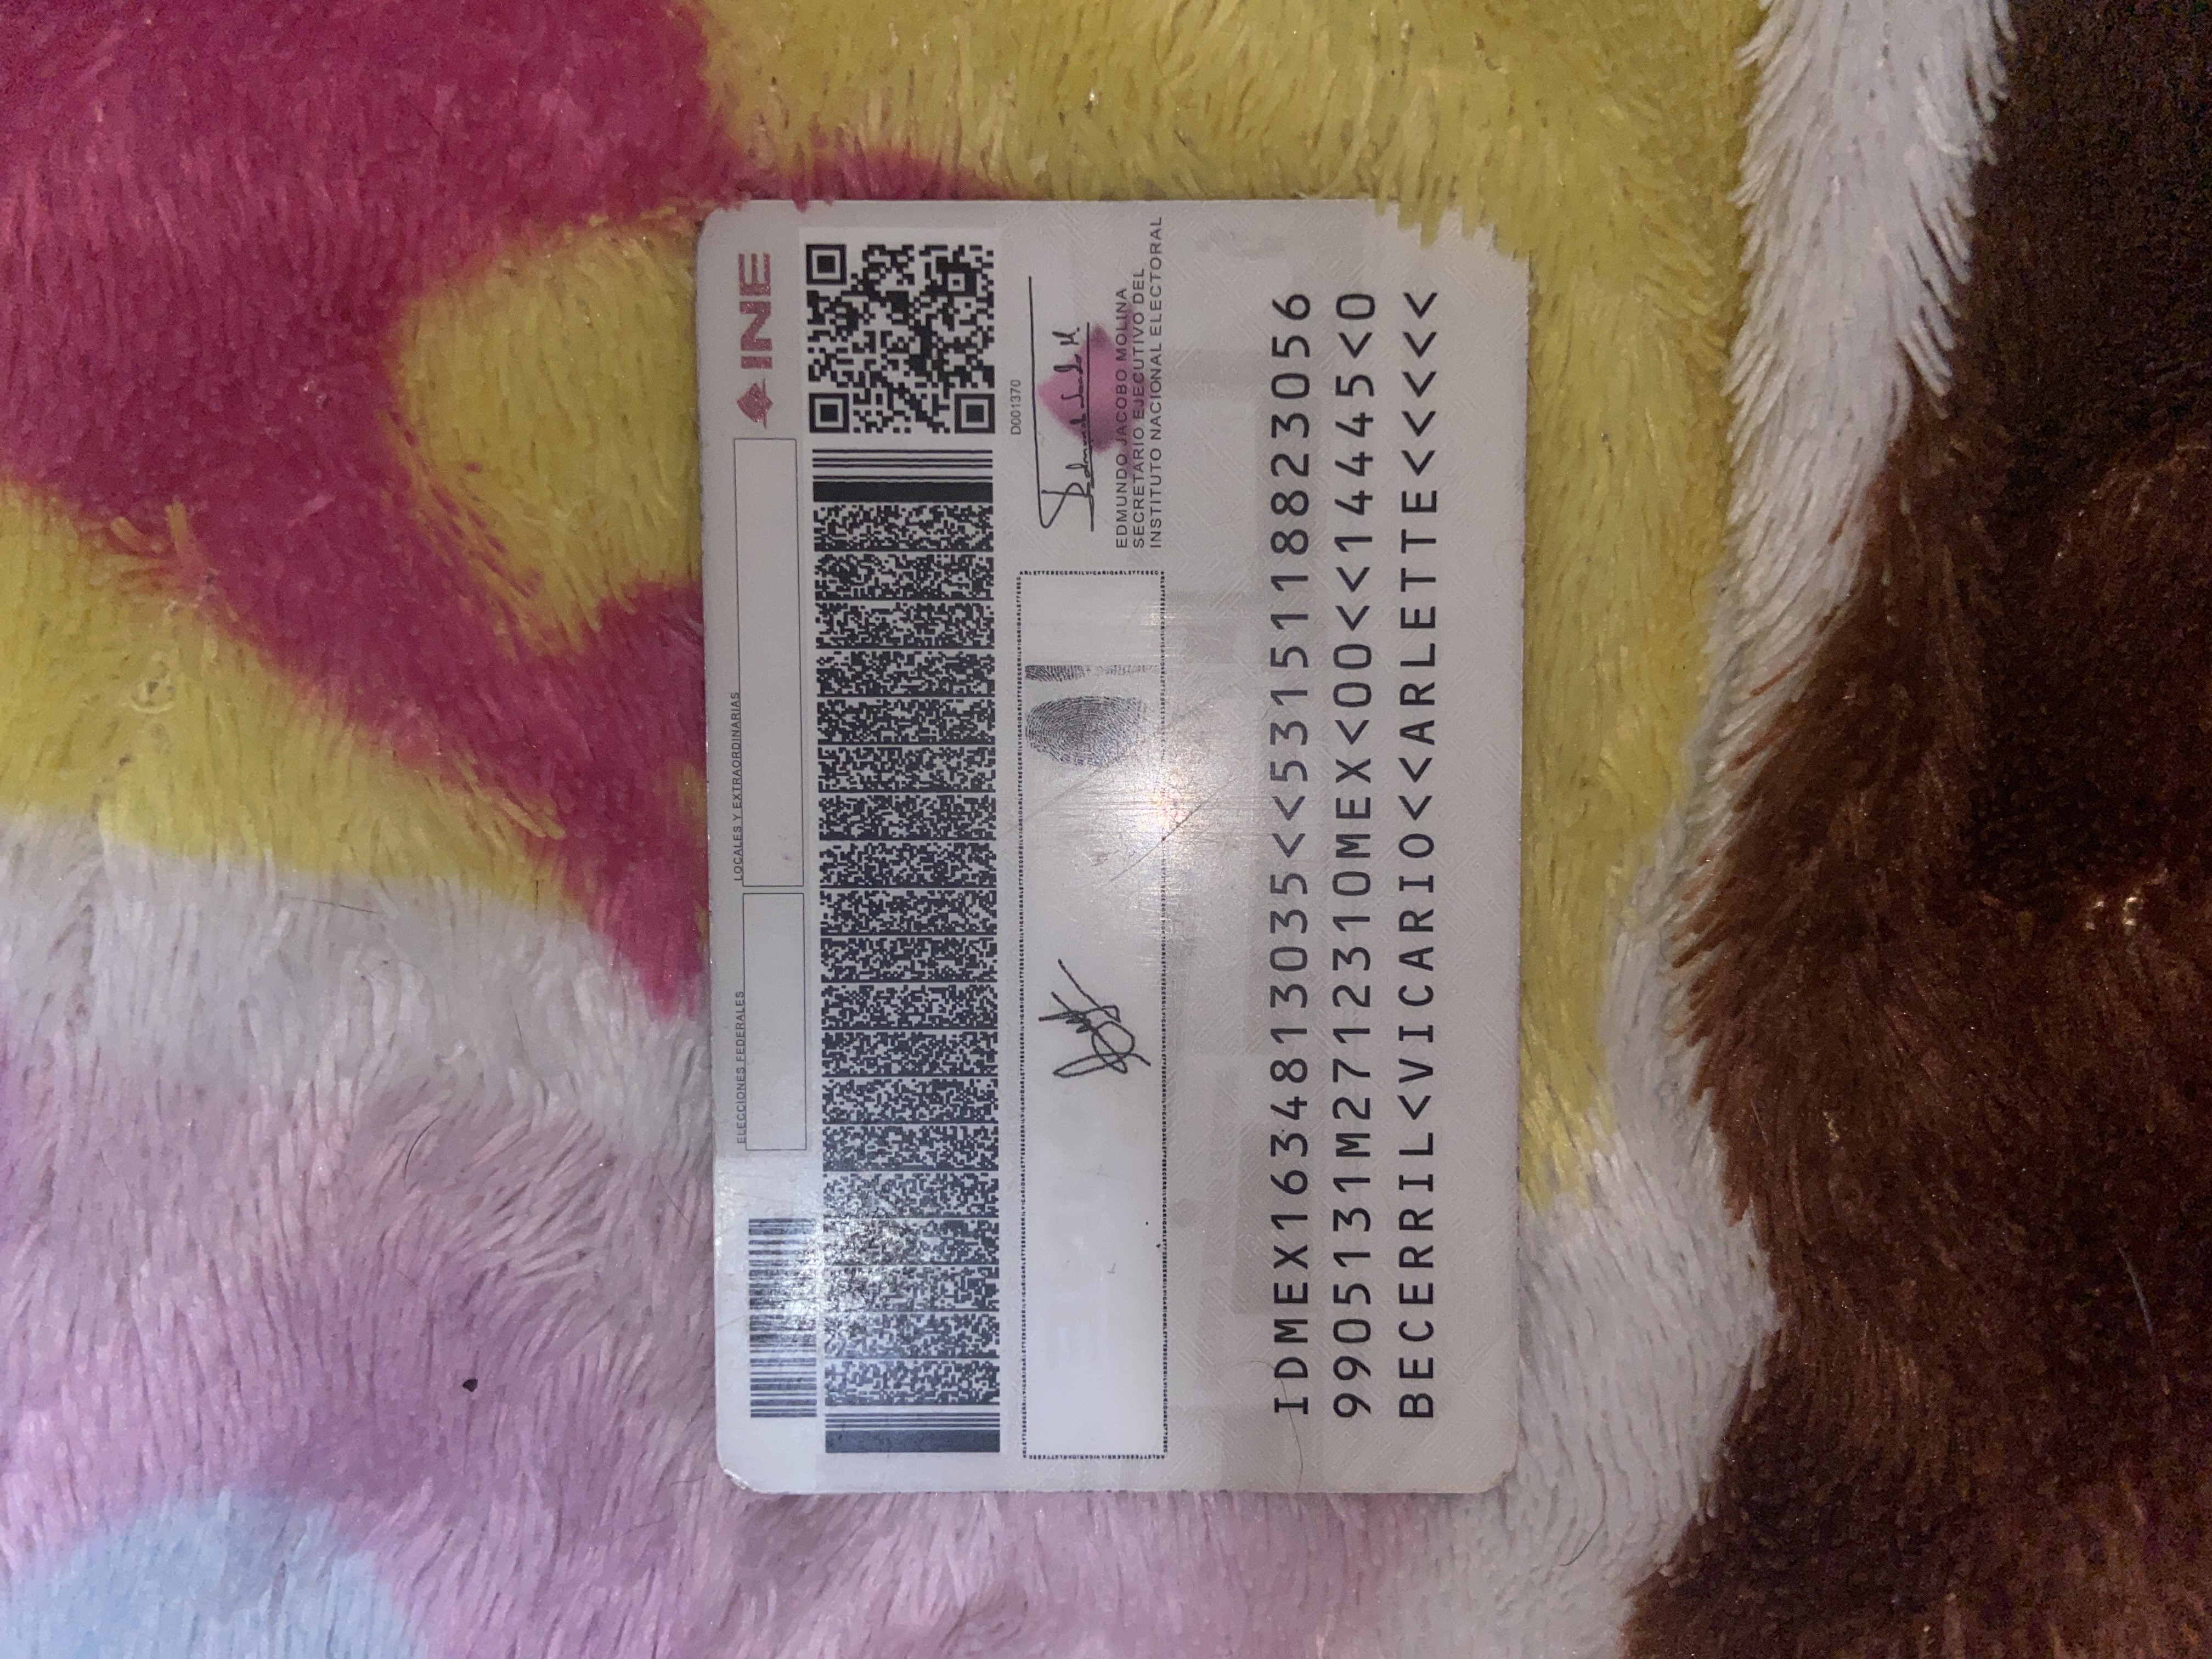 ELECCIONES FEDERALES
LOCALES Y EXTRAORDINARIAS
INE
D001370
EDMUNDO JACOBO MOLINA
SECRETARIO EJECUTIVO DEL
INSTITUTO NACIONAL ELECTORAL
IDMEX1634813035<<5315118823056
9905131M2712310MEX<00<<14445<0
BECERRIL<VICARIO<<ARLETTE<<<<<